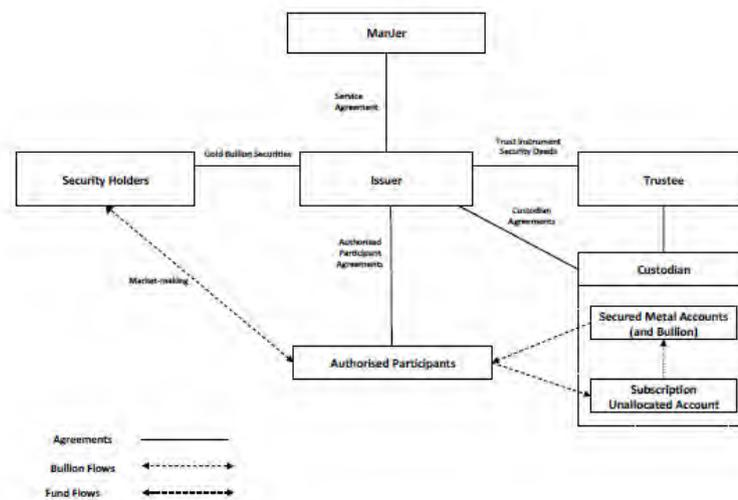 ManJer
Service
Agreement
Gold Bullion Securities
Trust Instrument
Security Deeds
Security Holders
Issuer
Trustee
Custodian
Agreements
Authorised
Participant
Agreements
Custodian
Market-making
Secured Metal Accounts
(and Bullion)
Authorised Participants
Subscription
Unallocated Account
Agreements
Bullion Flows
Fund Flows